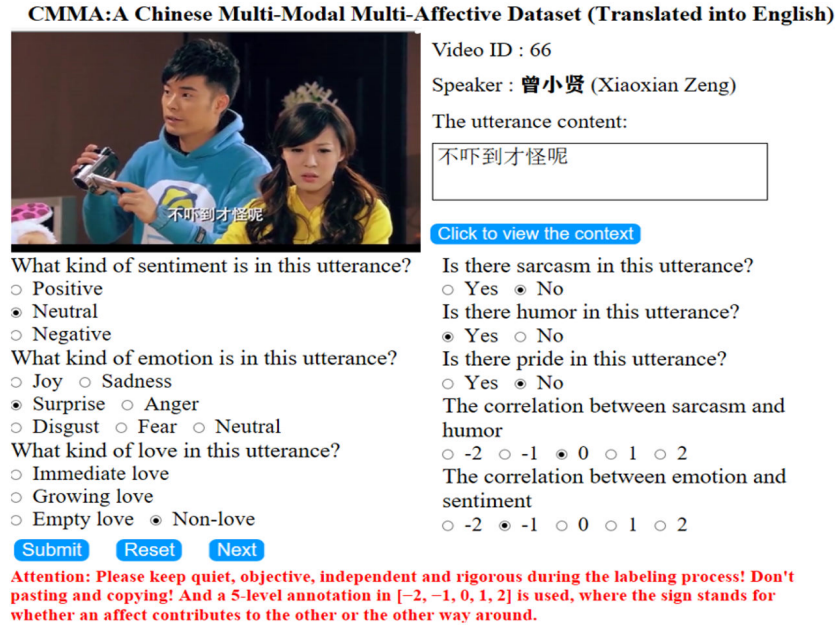 CMMA:A Chinese Multi-Modal Multi-Affective Dataset (Translated into English)
不吓到才怪呢
Video ID : 66
Speaker : 曾小贤 (Xiaoxian Zeng)
The utterance content:
不吓到才怪呢
Click to view the context
What kind of sentiment is in this utterance?
Positive
Neutral
Negative
What kind of emotion is in this utterance?
Joy Sadness
Surprise Anger
Disgust Fear Neutral
What kind of love in this utterance?
Immediate love
Growing love
Empty love Non-love
Submit Reset Next
Is there sarcasm in this utterance?
Yes No
Is there humor in this utterance?
Yes No
Is there pride in this utterance?
Yes No
The correlation between sarcasm and
humor
-2 -1 0 1 2
The correlation between emotion and
sentiment
-2 -1 0 1 2
Attention: Please keep quiet, objective, independent and rigorous during the labeling process! Don't
pasting and copying! And a 5-level annotation in [−2, −1, 0, 1, 2] is used, where the sign stands for
whether an affect contributes to the other or the other way around.